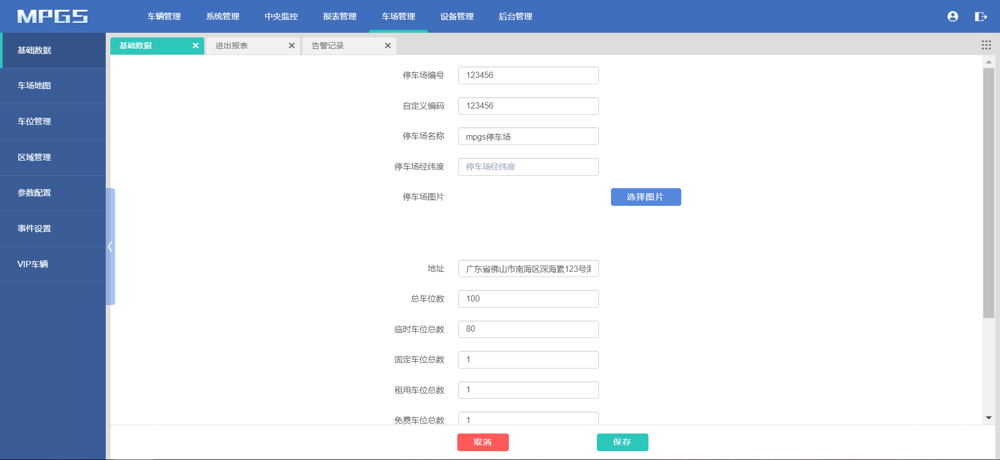 MPGS
车辆管理 系统管理 中央监控 报表管理 车场管理 设备管理 后台管理
基础数据 进出报表 告警记录
基础数据
车场地图
车位管理
区域管理
参数配置
事件设置
VIP车辆
停车场编号 123456
自定义编码 123456
停车场名称 mpgs停车场
停车场经纬度 停车场经纬度
停车场图片 选择图片
地址 广东省佛山市南海区深海累123号
总车位数 100
临时车位总数 80
固定车位总数 1
租用车位总数 1
免费车位总数 1
取消 保存